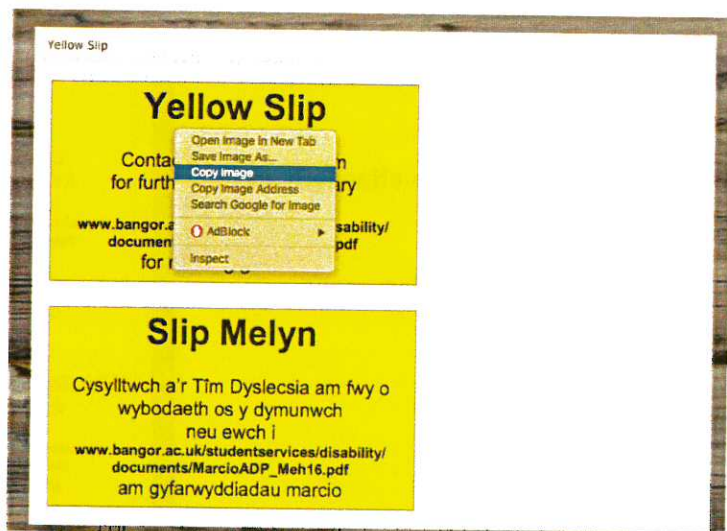 Yellow Slip
Yellow Slip
Conta
for furth
www.bangor.a
documen
for
Open Image in New Tab
Save Image As...
Copy Image
Copy Image Address
Search Google for Image
AdBlock
Inspect
ary
sability/
pdf
Slip Melyn
Cysylltwch a'r Tîm Dyslecsia am fwy o
wybodaeth os y dymunwch
neu ewch i
www.bangor.ac.uk/studentservices/disability/
documents/MarcioADP_Meh16.pdf
am gyfarwyddiadau marcio